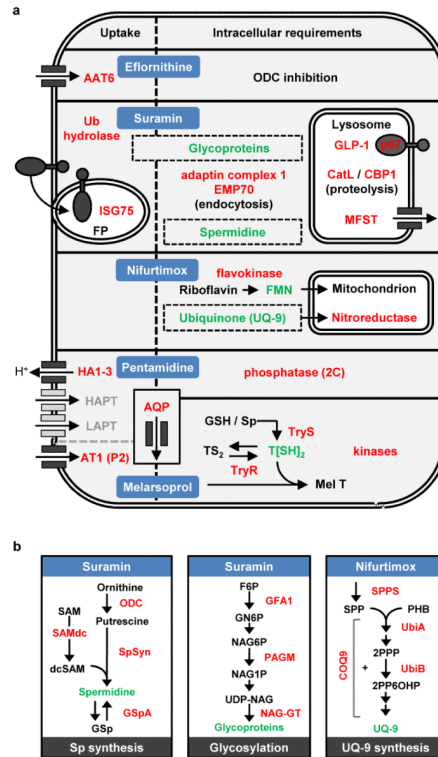 a
Uptake
Intracellular requirements
Eflornithine
AAT6
ODC inhibition
Suramin
Ub
hydrolase
Glycoproteins
adaptin complex 1
EMP70
(endocytosis)
Spermidine
ISG75
FP
Lysosome
GLP-1
p67
CatL / CBP1
(proteolysis)
MFST
Nifurtimox
flavokinase
Riboflavin
FMN
Mitochondrion
Ubiquinone (UQ-9)
Nitroreductase
Pentamidine
H+
HA1-3
phosphatase (2C)
HAPT
LAPT
AQP
AT1 (P2)
GSH / Sp
TryS
TS2
T[SH]2
TryR
kinases
Melarsoprol
Mel T
b
Suramin
Ornithine
SAM
ODC
Putrescine
SAMdc
SpSyn
dcSAM
Spermidine
GSpA
GSp
Sp synthesis
Suramin
F6P
GFA1
GN6P
NAG6P
PAGM
NAG1P
UDP-NAG
NAG-GT
Glycoproteins
Glycosylation
Nifurtimox
SPPS
SPP
PHB
UbiA
2PPP
COQ9
+
UbiB
2PP6OHP
UQ-9
UQ-9 synthesis